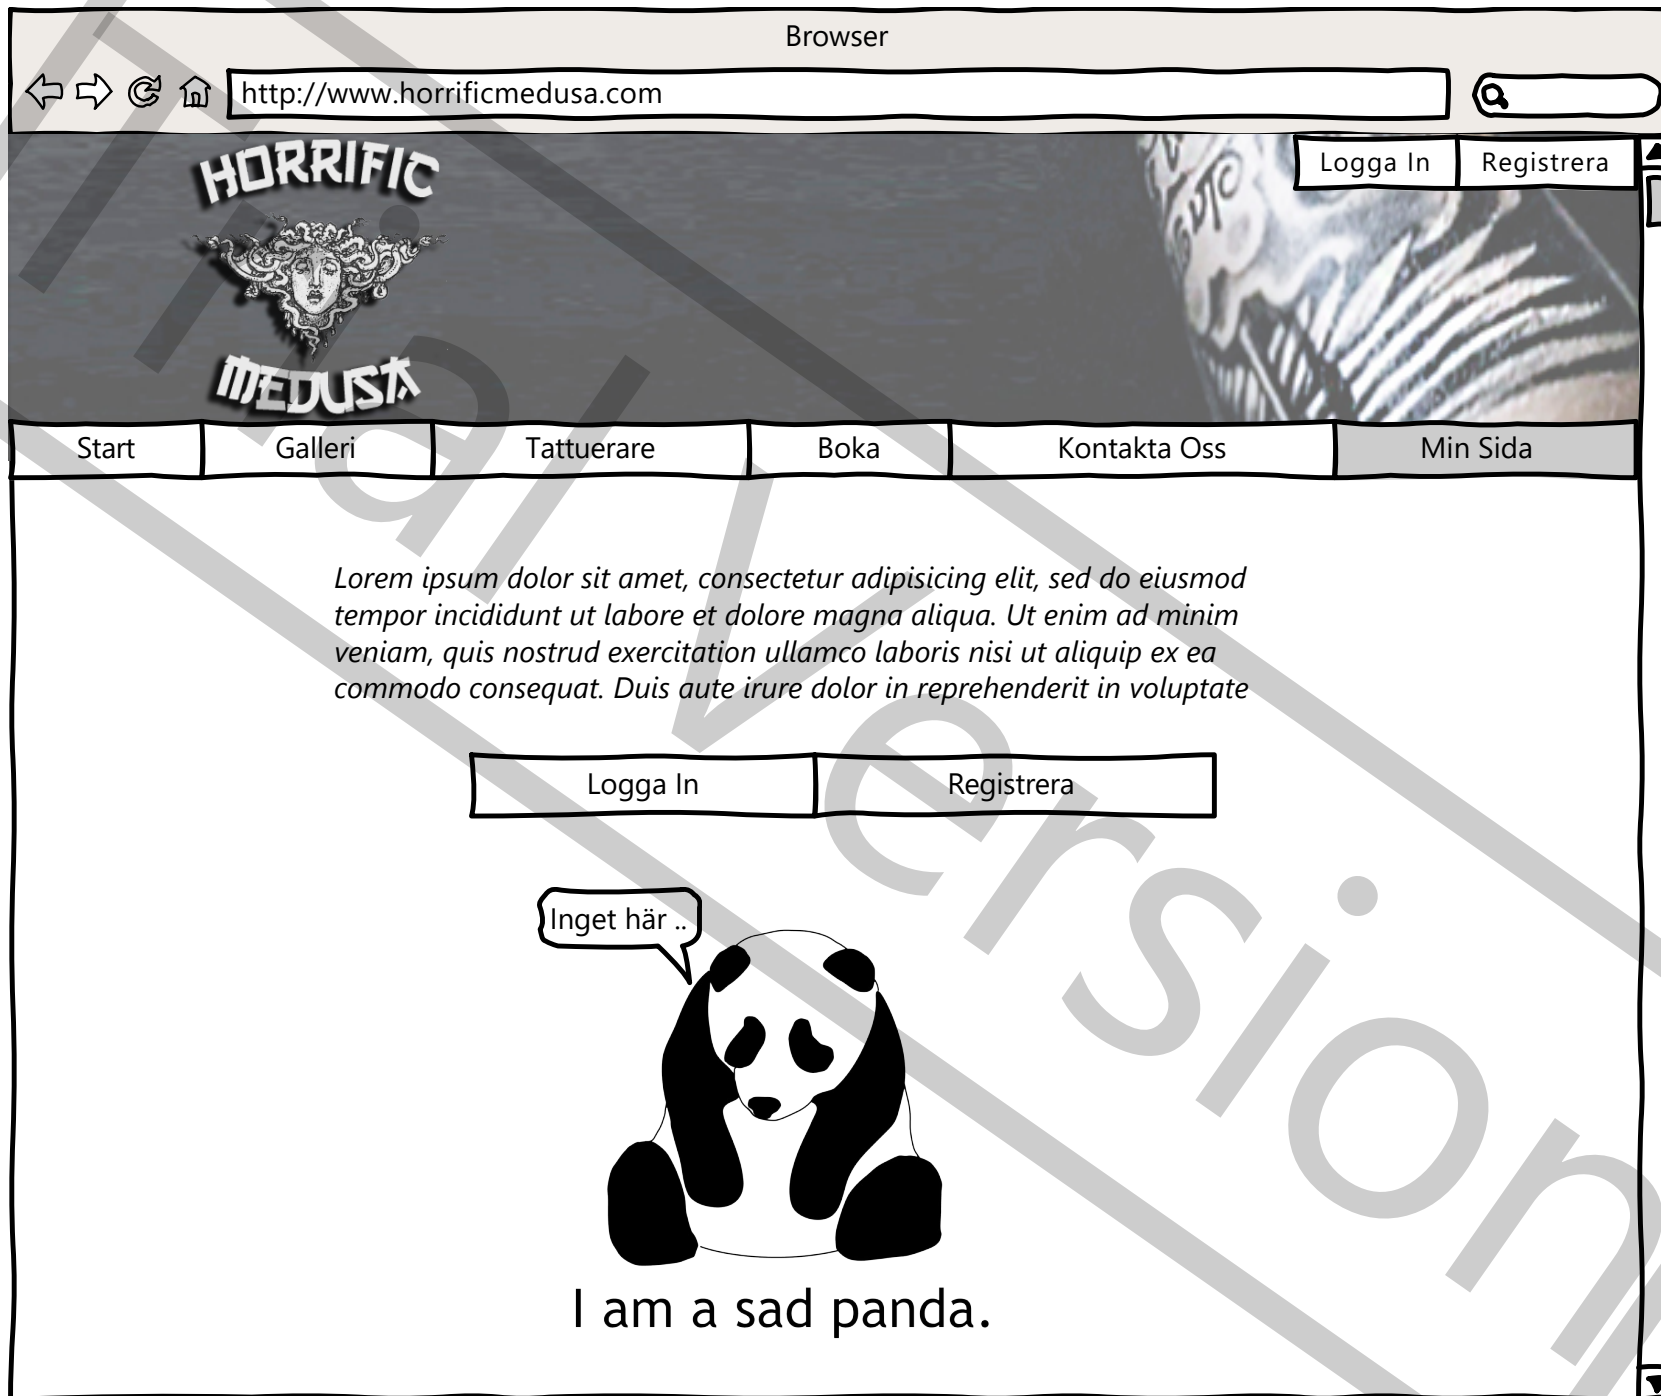 Browser
http://www.horrificmedusa.com
HORRIFIC
MEDUSA
Logga In
Registrera
Start
Galleri
Tattuerare
Boka
Kontakta Oss
Min Sida
Lorem ipsum dolor sit amet, consectetur adipisicing elit, sed do eiusmod
tempor incididunt ut labore et dolore magna aliqua. Ut enim ad minim
veniam, quis nostrud exercitation ullamco laboris nisi ut aliquip ex ea
commodo consequat. Duis aute irure dolor in reprehenderit in voluptate
Logga In
Registrera
Inget här ..
I am a sad panda.
Trial Version